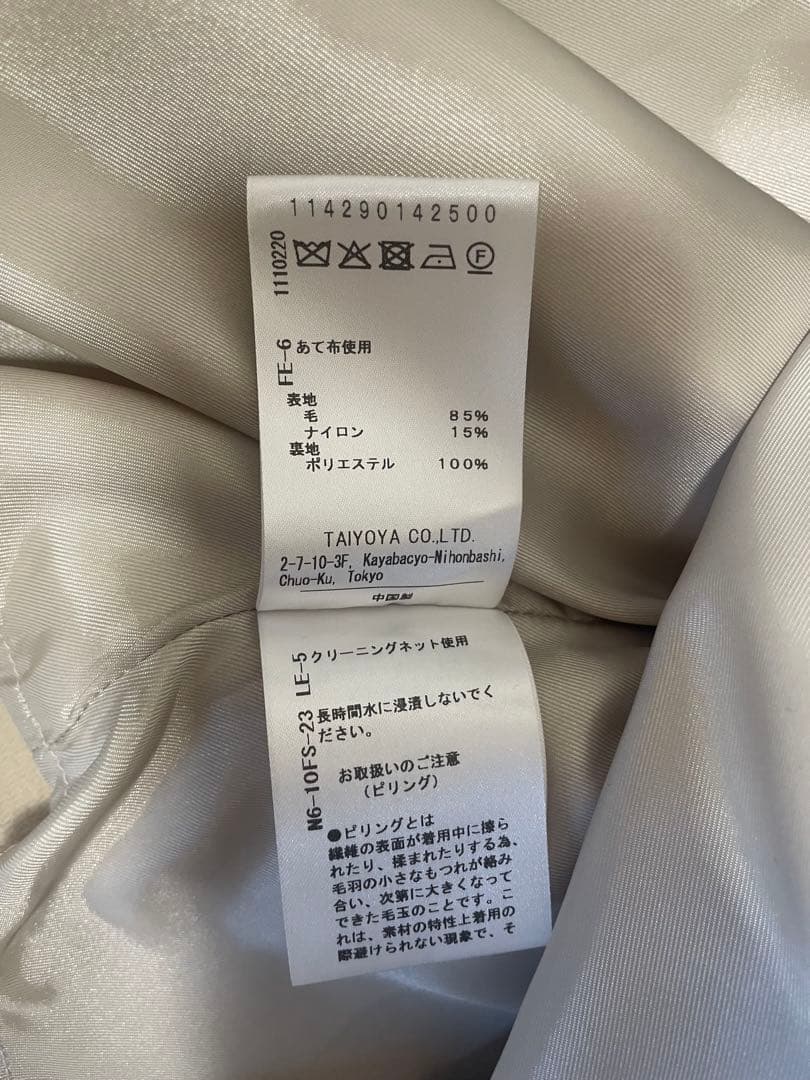 114290142500
1110220
F
FE-6
あて布使用
表地
毛 85%
ナイロン 15%
裏地
ポリエステル 100%
TAIYOYA CO.,LTD.
2-7-10-3F, Kayabacyo-Nihonbashi,
Chuo-Ku, Tokyo
中国製
N6-10FS-23 LE-5
クリーニングネット使用
長時間水に浸漬しないでく
ださい。
お取扱いのご注意
(ピリング)
●ピリングとは
繊維の表面が着用中に擦ら
れたり、揉まれたりする為、
毛羽の小さなもつれが絡み
合い、次第に大きくなって
できた毛玉のことです。こ
れは、素材の特性上着用の
際避けられない現象で、そ